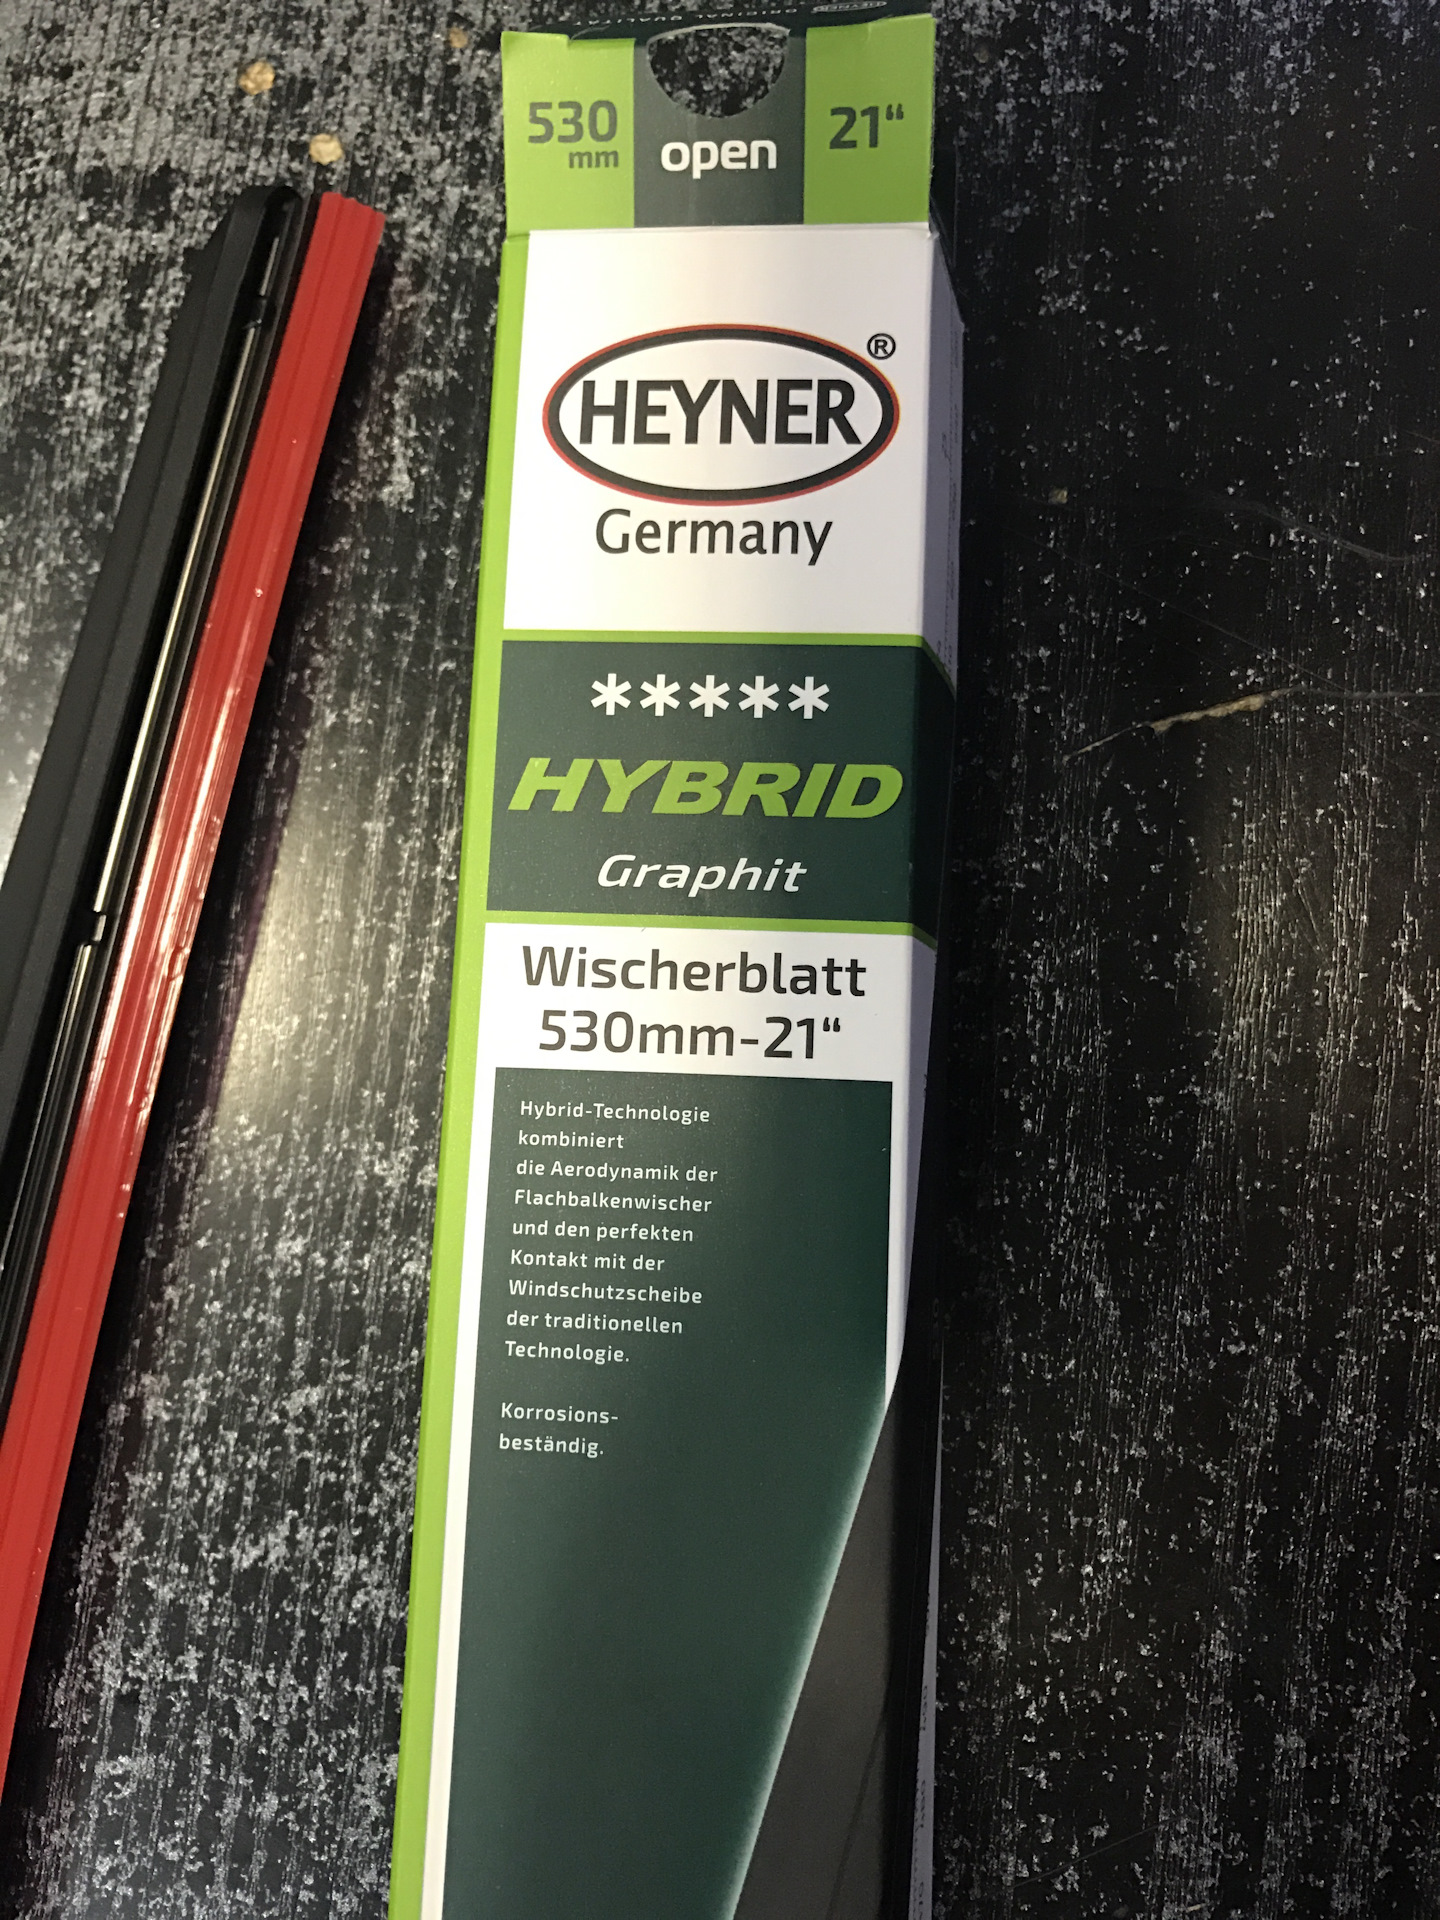 530
mm
open
21“
HEYNER®
Germany
*****
HYBRID
Graphit
Wischerblatt
530mm-21“
Hybrid-Technologie
kombiniert
die Aerodynamik der
Flachbalkenwischer
und den perfekten
Kontakt mit der
Windschutzscheibe
der traditionellen
Technologie.
Korrosions-
beständig.